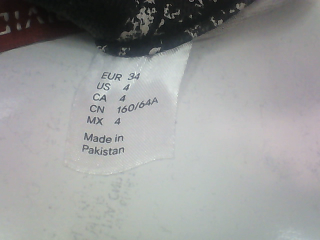 EUR 34
US 4
CA 4
CN 160/64A
MX 4
Made in
Pakistan